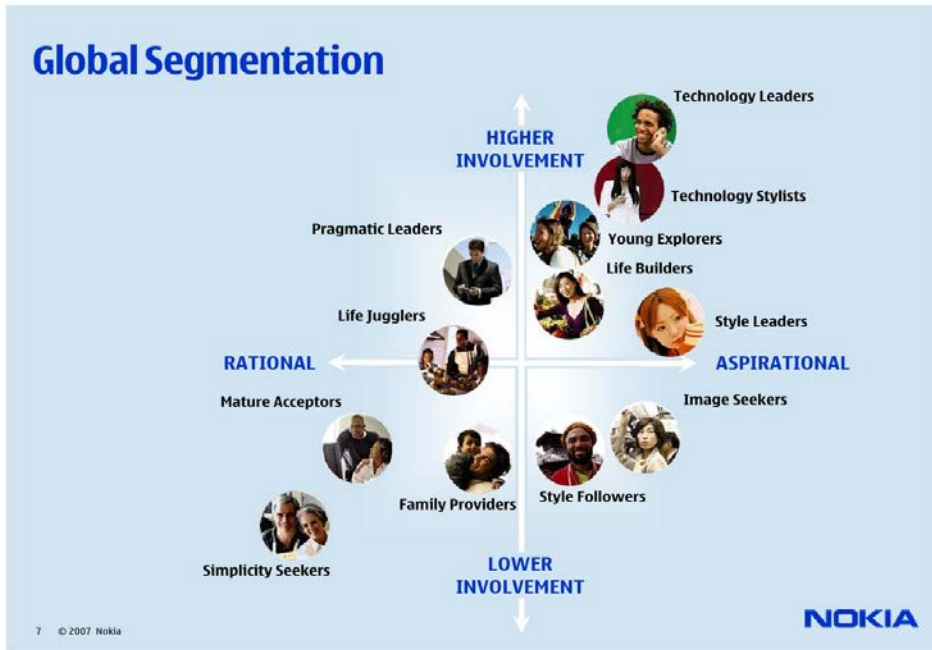 Global Segmentation
Technology Leaders
HIGHER
INVOLVEMENT
Technology Stylists
Pragmatic Leaders
Young Explorers
Life Builders
Life Jugglers
Style Leaders
RATIONAL
ASPIRATIONAL
Mature Acceptors
Image Seekers
Family Providers
Style Followers
Simplicity Seekers
LOWER
INVOLVEMENT
7 © 2007 Nokia
NOKIA